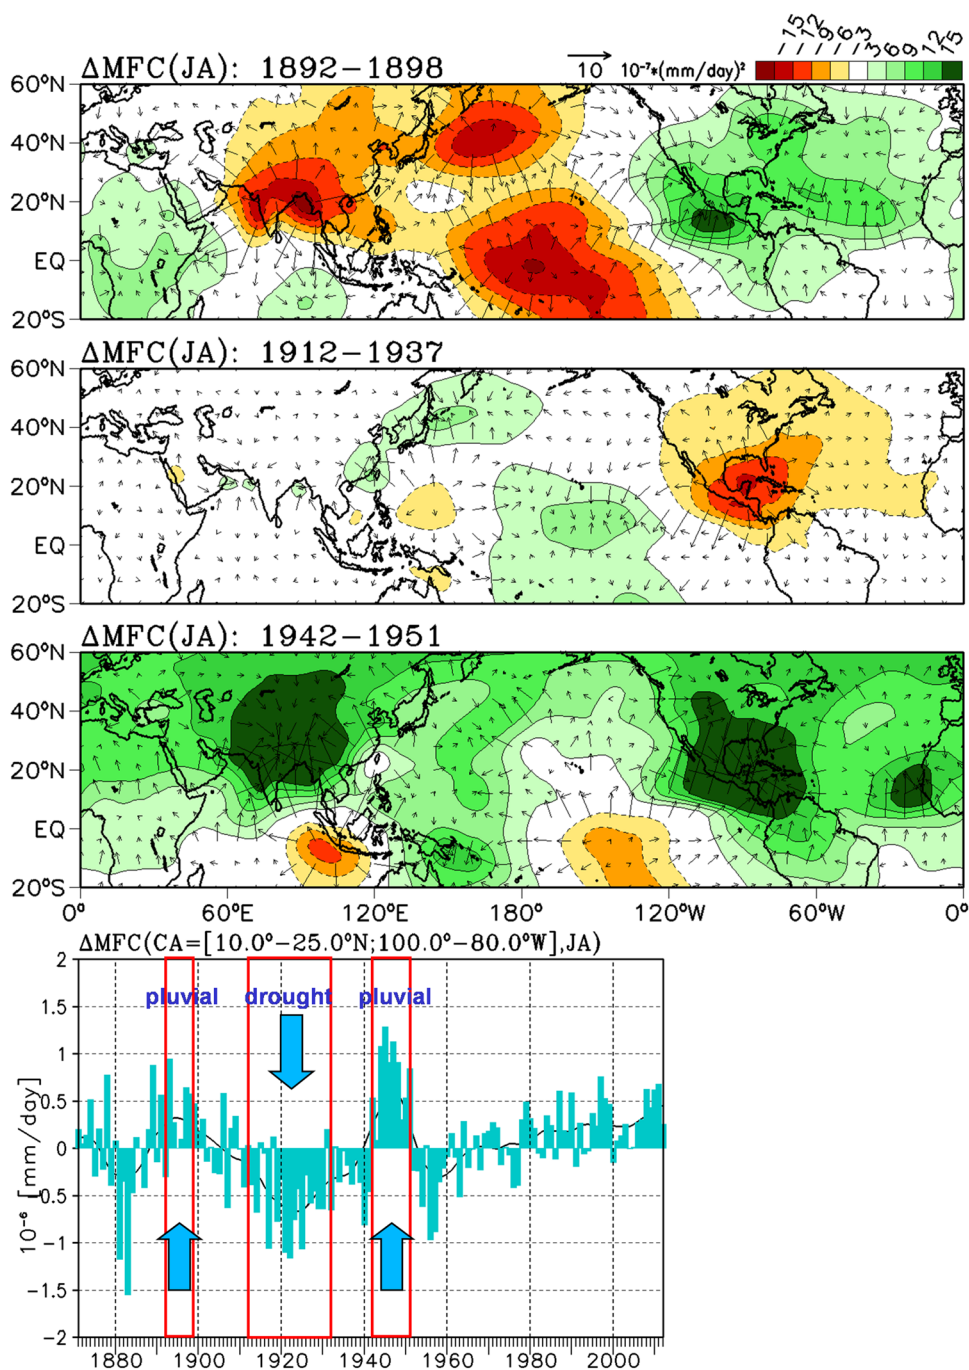 −15 −12 −9 −6 −3 3 6 9 12 15
ΔMFC(JA): 1892−1898
10 10⁻⁷*(mm/day)²
60°N
40°N
20°N
EQ
20°S
ΔMFC(JA): 1912−1937
60°N
40°N
20°N
EQ
20°S
ΔMFC(JA): 1942−1951
60°N
40°N
20°N
EQ
20°S
0° 60°E 120°E 180° 120°W 60°W 0°
ΔMFC(CA=[10.0°−25.0°N;100.0°−80.0°W],JA)
pluvial drought pluvial
10⁻⁶ [mm/day]
2
1.5
1
0.5
0
−0.5
−1
−1.5
−2
1880 1900 1920 1940 1960 1980 2000